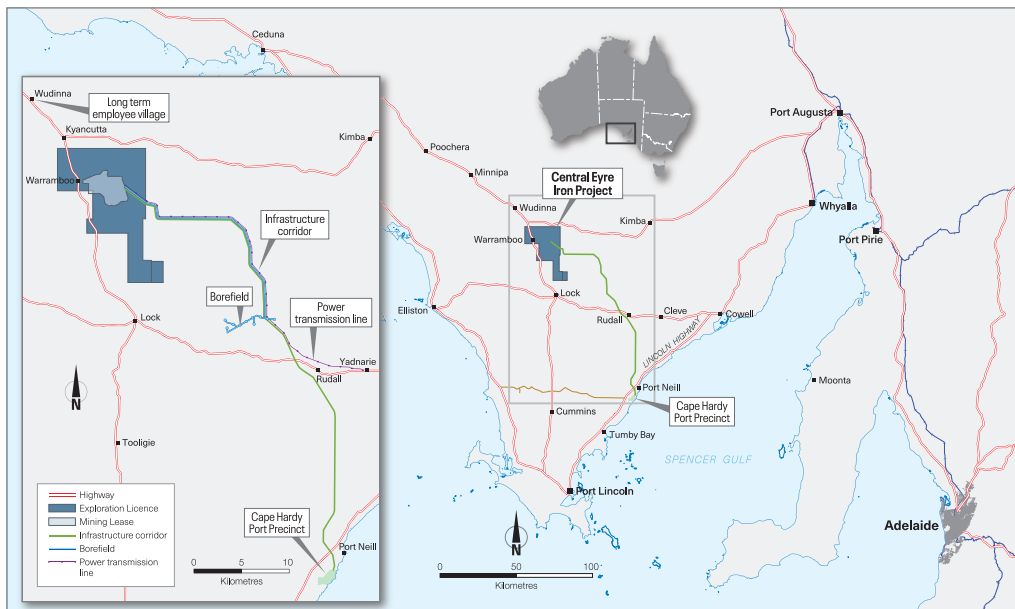 Ceduna
Wudinna
Long term
employee village
Kyancutta
Kimba
Warramboo
Infrastructure
corridor
Borefield
Power
transmission line
Lock
Yadnarie
Rudall
N
Tooligie
Highway
Exploration Licence
Mining Lease
Infrastructure corridor
Borefield
Power transmission
line
0 5 10
Kilometres
Cape Hardy
Port Precinct
Port Neill
Poochera
Minnipa
Central Eyre
Iron Project
Wudinna
Kimba
Warramboo
Lock
Elliston
Rudall
Cleve
Cowell
LINCOLN HIGHWAY
Port Neill
Cape Hardy
Port Precinct
Cummins
Tumby Bay
SPENCER GULF
Port Lincoln
N
0 50 100
Kilometres
Port Augusta
Whyalla
Port Pirie
Moonta
Adelaide